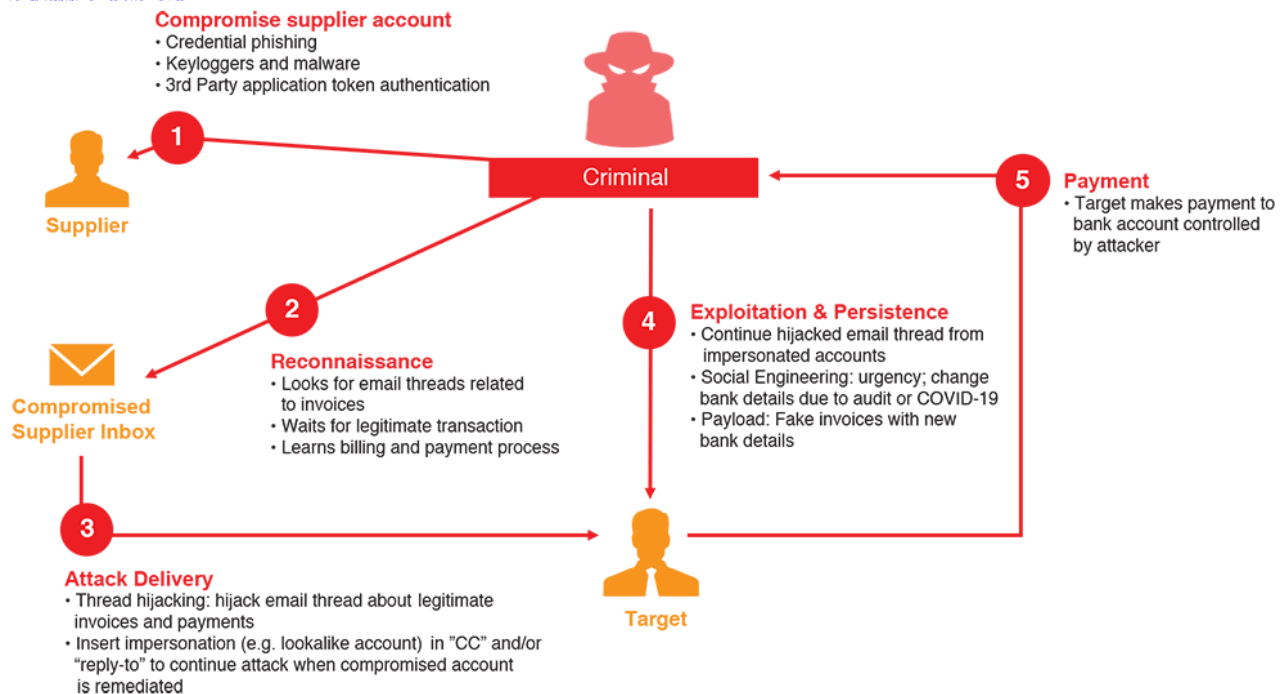 Compromise supplier account
• Credential phishing
• Keyloggers and malware
• 3rd Party application token authentication
1
Supplier
Criminal
5
Payment
• Target makes payment to
bank account controlled
by attacker
2
Reconnaissance
• Looks for email threads related
to invoices
• Waits for legitimate transaction
• Learns billing and payment process
4
Exploitation & Persistence
• Continue hijacked email thread from
impersonated accounts
• Social Engineering: urgency; change
bank details due to audit or COVID-19
• Payload: Fake invoices with new
bank details
Compromised
Supplier Inbox
3
Attack Delivery
• Thread hijacking: hijack email thread about legitimate
invoices and payments
• Insert impersonation (e.g. lookalike account) in ”CC” and/or
“reply-to” to continue attack when compromised account
is remediated
Target